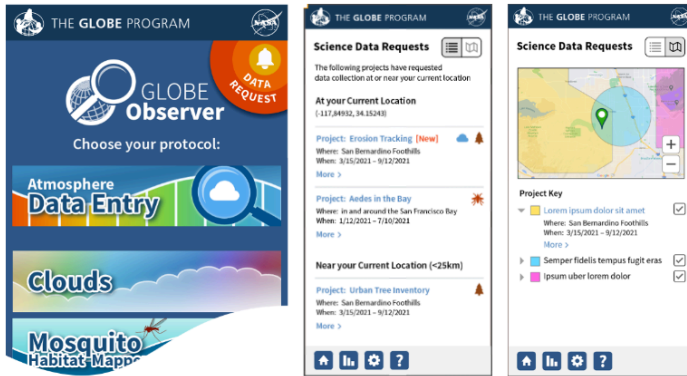 THE GLOBE PROGRAM
NASA
DATA REQUEST
GLOBE
Observer
Choose your protocol:
Atmosphere
Data Entry
Clouds
Mosquito
Habitat Mappe
THE GLOBE PROGRAM
NASA
Science Data Requests
The following projects have requested
data collection at or near your current location
At your Current Location
(-117,84932, 34.15243)
Project: Erosion Tracking [New]
Where: San Bernardino Foothills
When: 3/15/2021 – 9/12/2021
More >
Project: Aedes in the Bay
Where: in and around the San Francisco Bay
When: 1/12/2021 – 7/10/2021
More >
Near your Current Location (<25km)
Project: Urban Tree Inventory
Where: San Bernardino Foothills
When: 3/15/2021 – 9/12/2021
More >
?
THE GLOBE PROGRAM
NASA
Science Data Requests
+
−
Project Key
Lorem ipsum dolor sit amet
Where: San Bernardino Foothills
When: 3/15/2021 – 9/12/2021
More >
Semper fidelis tempus fugit eras
Ipsum uber lorem dolor
?